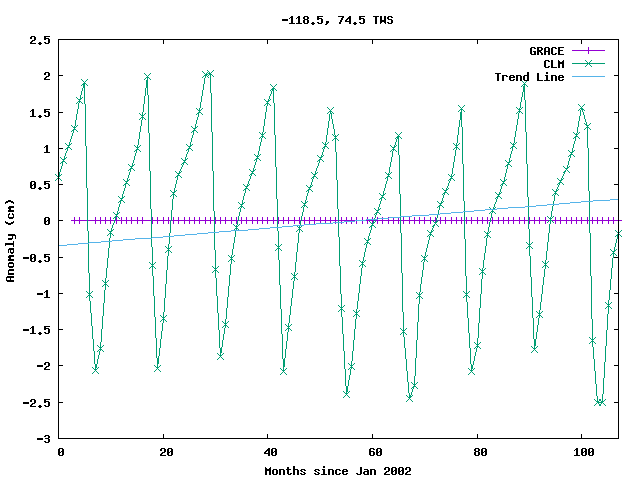 -118.5, 74.5 TWS
GRACE
CLM
Trend Line
2.5
2
1.5
1
0.5
0
-0.5
-1
-1.5
-2
-2.5
-3
Anomaly (cm)
0 20 40 60 80 100
Months since Jan 2002